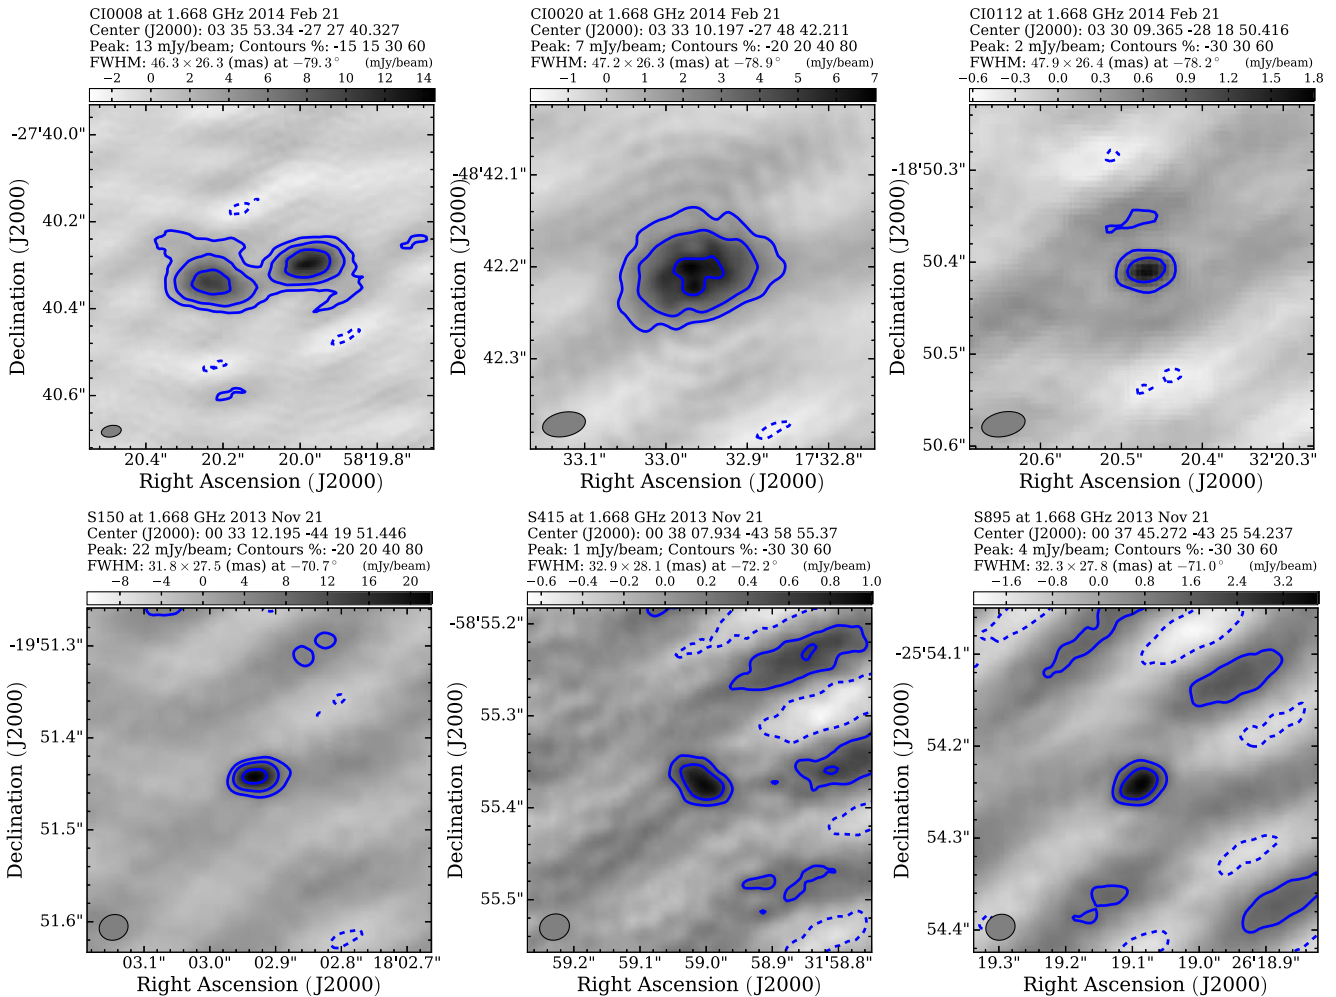 CI0008 at 1.668 GHz 2014 Feb 21
Center (J2000): 03 35 53.34 -27 27 40.327
Peak: 13 mJy/beam; Contours %: -15 15 30 60
FWHM: 46.3 × 26.3 (mas) at −79.3° (mJy/beam)
−2 0 2 4 6 8 10 12 14
-27'40.0"
40.2"
40.4"
40.6"
Declination (J2000)
20.4" 20.2" 20.0" 58'19.8"
Right Ascension (J2000)
CI0020 at 1.668 GHz 2014 Feb 21
Center (J2000): 03 33 10.197 -27 48 42.211
Peak: 7 mJy/beam; Contours %: -20 20 40 80
FWHM: 47.2 × 26.3 (mas) at −78.9° (mJy/beam)
−1 0 1 2 3 4 5 6 7
-48'42.1"
42.2"
42.3"
Declination (J2000)
33.1" 33.0" 32.9" 17'32.8"
Right Ascension (J2000)
CI0112 at 1.668 GHz 2014 Feb 21
Center (J2000): 03 30 09.365 -28 18 50.416
Peak: 2 mJy/beam; Contours %: -30 30 60
FWHM: 47.9 × 26.4 (mas) at −78.2° (mJy/beam)
−0.6 −0.3 0.0 0.3 0.6 0.9 1.2 1.5 1.8
-18'50.3"
50.4"
50.5"
50.6"
Declination (J2000)
20.6" 20.5" 20.4" 32'20.3"
Right Ascension (J2000)
S150 at 1.668 GHz 2013 Nov 21
Center (J2000): 00 33 12.195 -44 19 51.446
Peak: 22 mJy/beam; Contours %: -20 20 40 80
FWHM: 31.8 × 27.5 (mas) at −70.7° (mJy/beam)
−8 −4 0 4 8 12 16 20
-19'51.3"
51.4"
51.5"
51.6"
Declination (J2000)
03.1" 03.0" 02.9" 02.8" 18'02.7"
Right Ascension (J2000)
S415 at 1.668 GHz 2013 Nov 21
Center (J2000): 00 38 07.934 -43 58 55.37
Peak: 1 mJy/beam; Contours %: -30 30 60
FWHM: 32.9 × 28.1 (mas) at −72.2° (mJy/beam)
−0.6 −0.4 −0.2 0.0 0.2 0.4 0.6 0.8 1.0
-58'55.2"
55.3"
55.4"
55.5"
Declination (J2000)
59.2" 59.1" 59.0" 58.9" 31'58.8"
Right Ascension (J2000)
S895 at 1.668 GHz 2013 Nov 21
Center (J2000): 00 37 45.272 -43 25 54.237
Peak: 4 mJy/beam; Contours %: -30 30 60
FWHM: 32.3 × 27.8 (mas) at −71.0° (mJy/beam)
−1.6 −0.8 0.0 0.8 1.6 2.4 3.2
-25'54.1"
54.2"
54.3"
54.4"
Declination (J2000)
19.3" 19.2" 19.1" 19.0" 26'18.9"
Right Ascension (J2000)